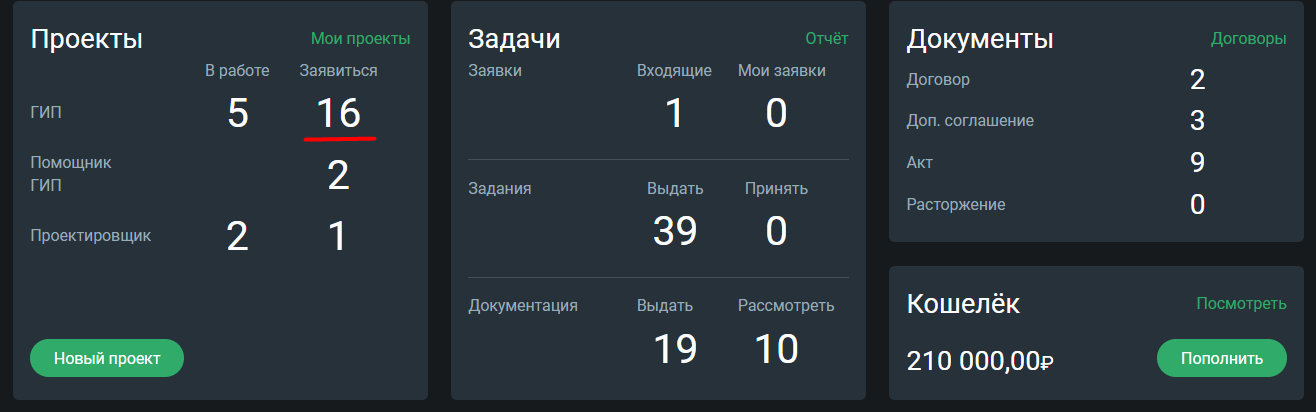 Проекты
Мои проекты
В работе Заявиться
ГИП 5 16
Помощник
ГИП
2
Проектировщик 2 1
Новый проект
Задачи
Отчёт
Заявки Входящие Мои заявки
1 0
Задания Выдать Принять
39 0
Документация Выдать Рассмотреть
19 10
Документы
Договоры
Договор 2
Доп. соглашение 3
Акт 9
Расторжение 0
Кошелёк
Посмотреть
210 000,00₽
Пополнить